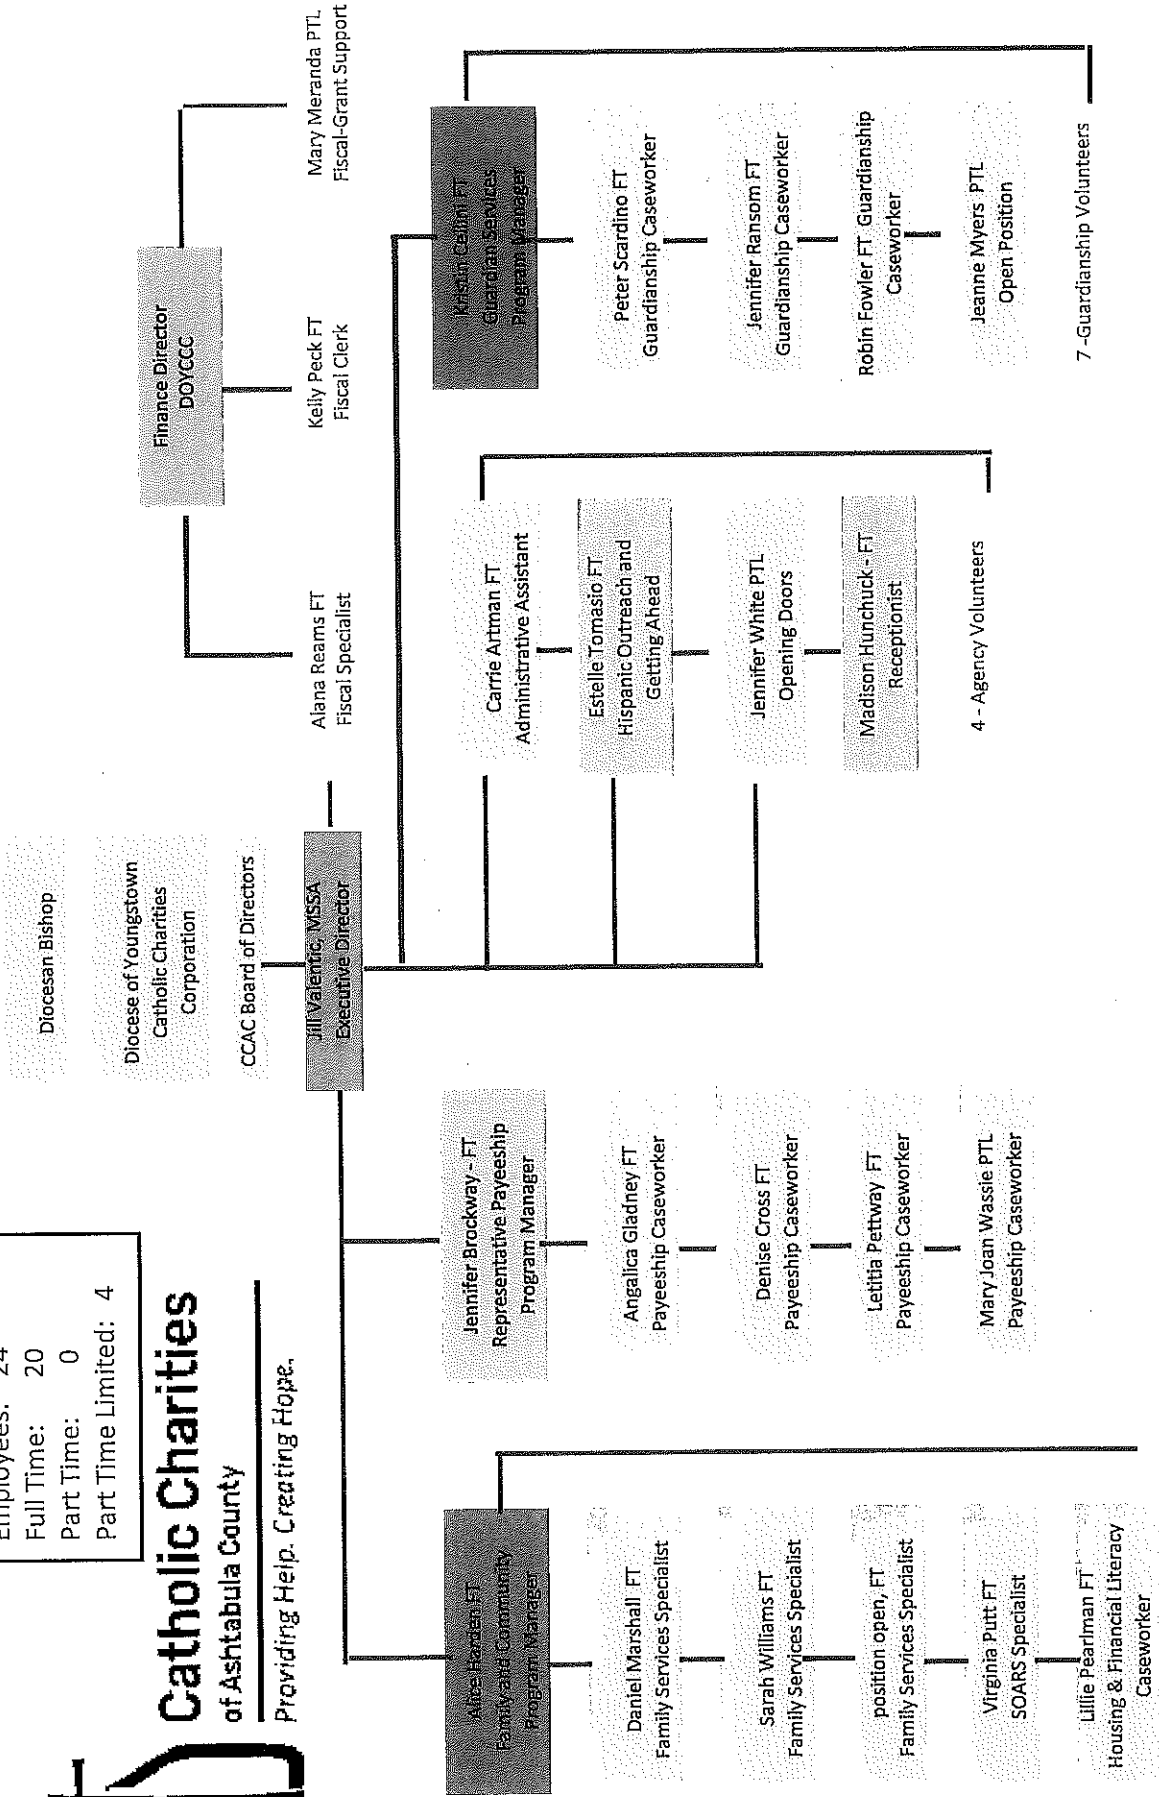 Employees: 24
Full Time: 20
Part Time: 0
Part Time Limited: 4
Catholic Charities
of Ashtabula County
Providing Help. Creating Hope.
Diocesan Bishop
Diocese of Youngstown
Catholic Charities
Corporation
CCAC Board of Directors
Jill Valentic, MSSA
Executive Director
Finance Director
DOYCCC
Alana Reams FT
Fiscal Specialist
Kelly Peck FT
Fiscal Clerk
Mary Meranda PTL
Fiscal-Grant Support
Harden FT
Family and Community
Program Manager
Daniel Marshall FT
Family Services Specialist
Sarah Williams FT
Family Services Specialist
position open, FT
Family Services Specialist
Virginia Putt FT
SOARS Specialist
Lillie Pearlman FT
Housing & Financial Literacy
Caseworker
Jennifer Brockway - FT
Representative Payeeship
Program Manager
Angalica Gladney FT
Payeeship Caseworker
Denise Cross FT
Payeeship Caseworker
Letitia Pettway FT
Payeeship Caseworker
Mary Joan Wassie PTL
Payeeship Caseworker
Carrie Artman FT
Administrative Assistant
Estelle Tomasio FT
Hispanic Outreach and
Getting Ahead
Jennifer White PTL
Opening Doors
Madison Hunchuck - FT
Receptionist
4 - Agency Volunteers
Kristin Cellini FT
Guardian Services
Program Manager
Peter Scardino FT
Guardianship Caseworker
Jennifer Ransom FT
Guardianship Caseworker
Robin Fowler FT Guardianship
Caseworker
Jeanne Myers PTL
Open Position
7 -Guardianship Volunteers